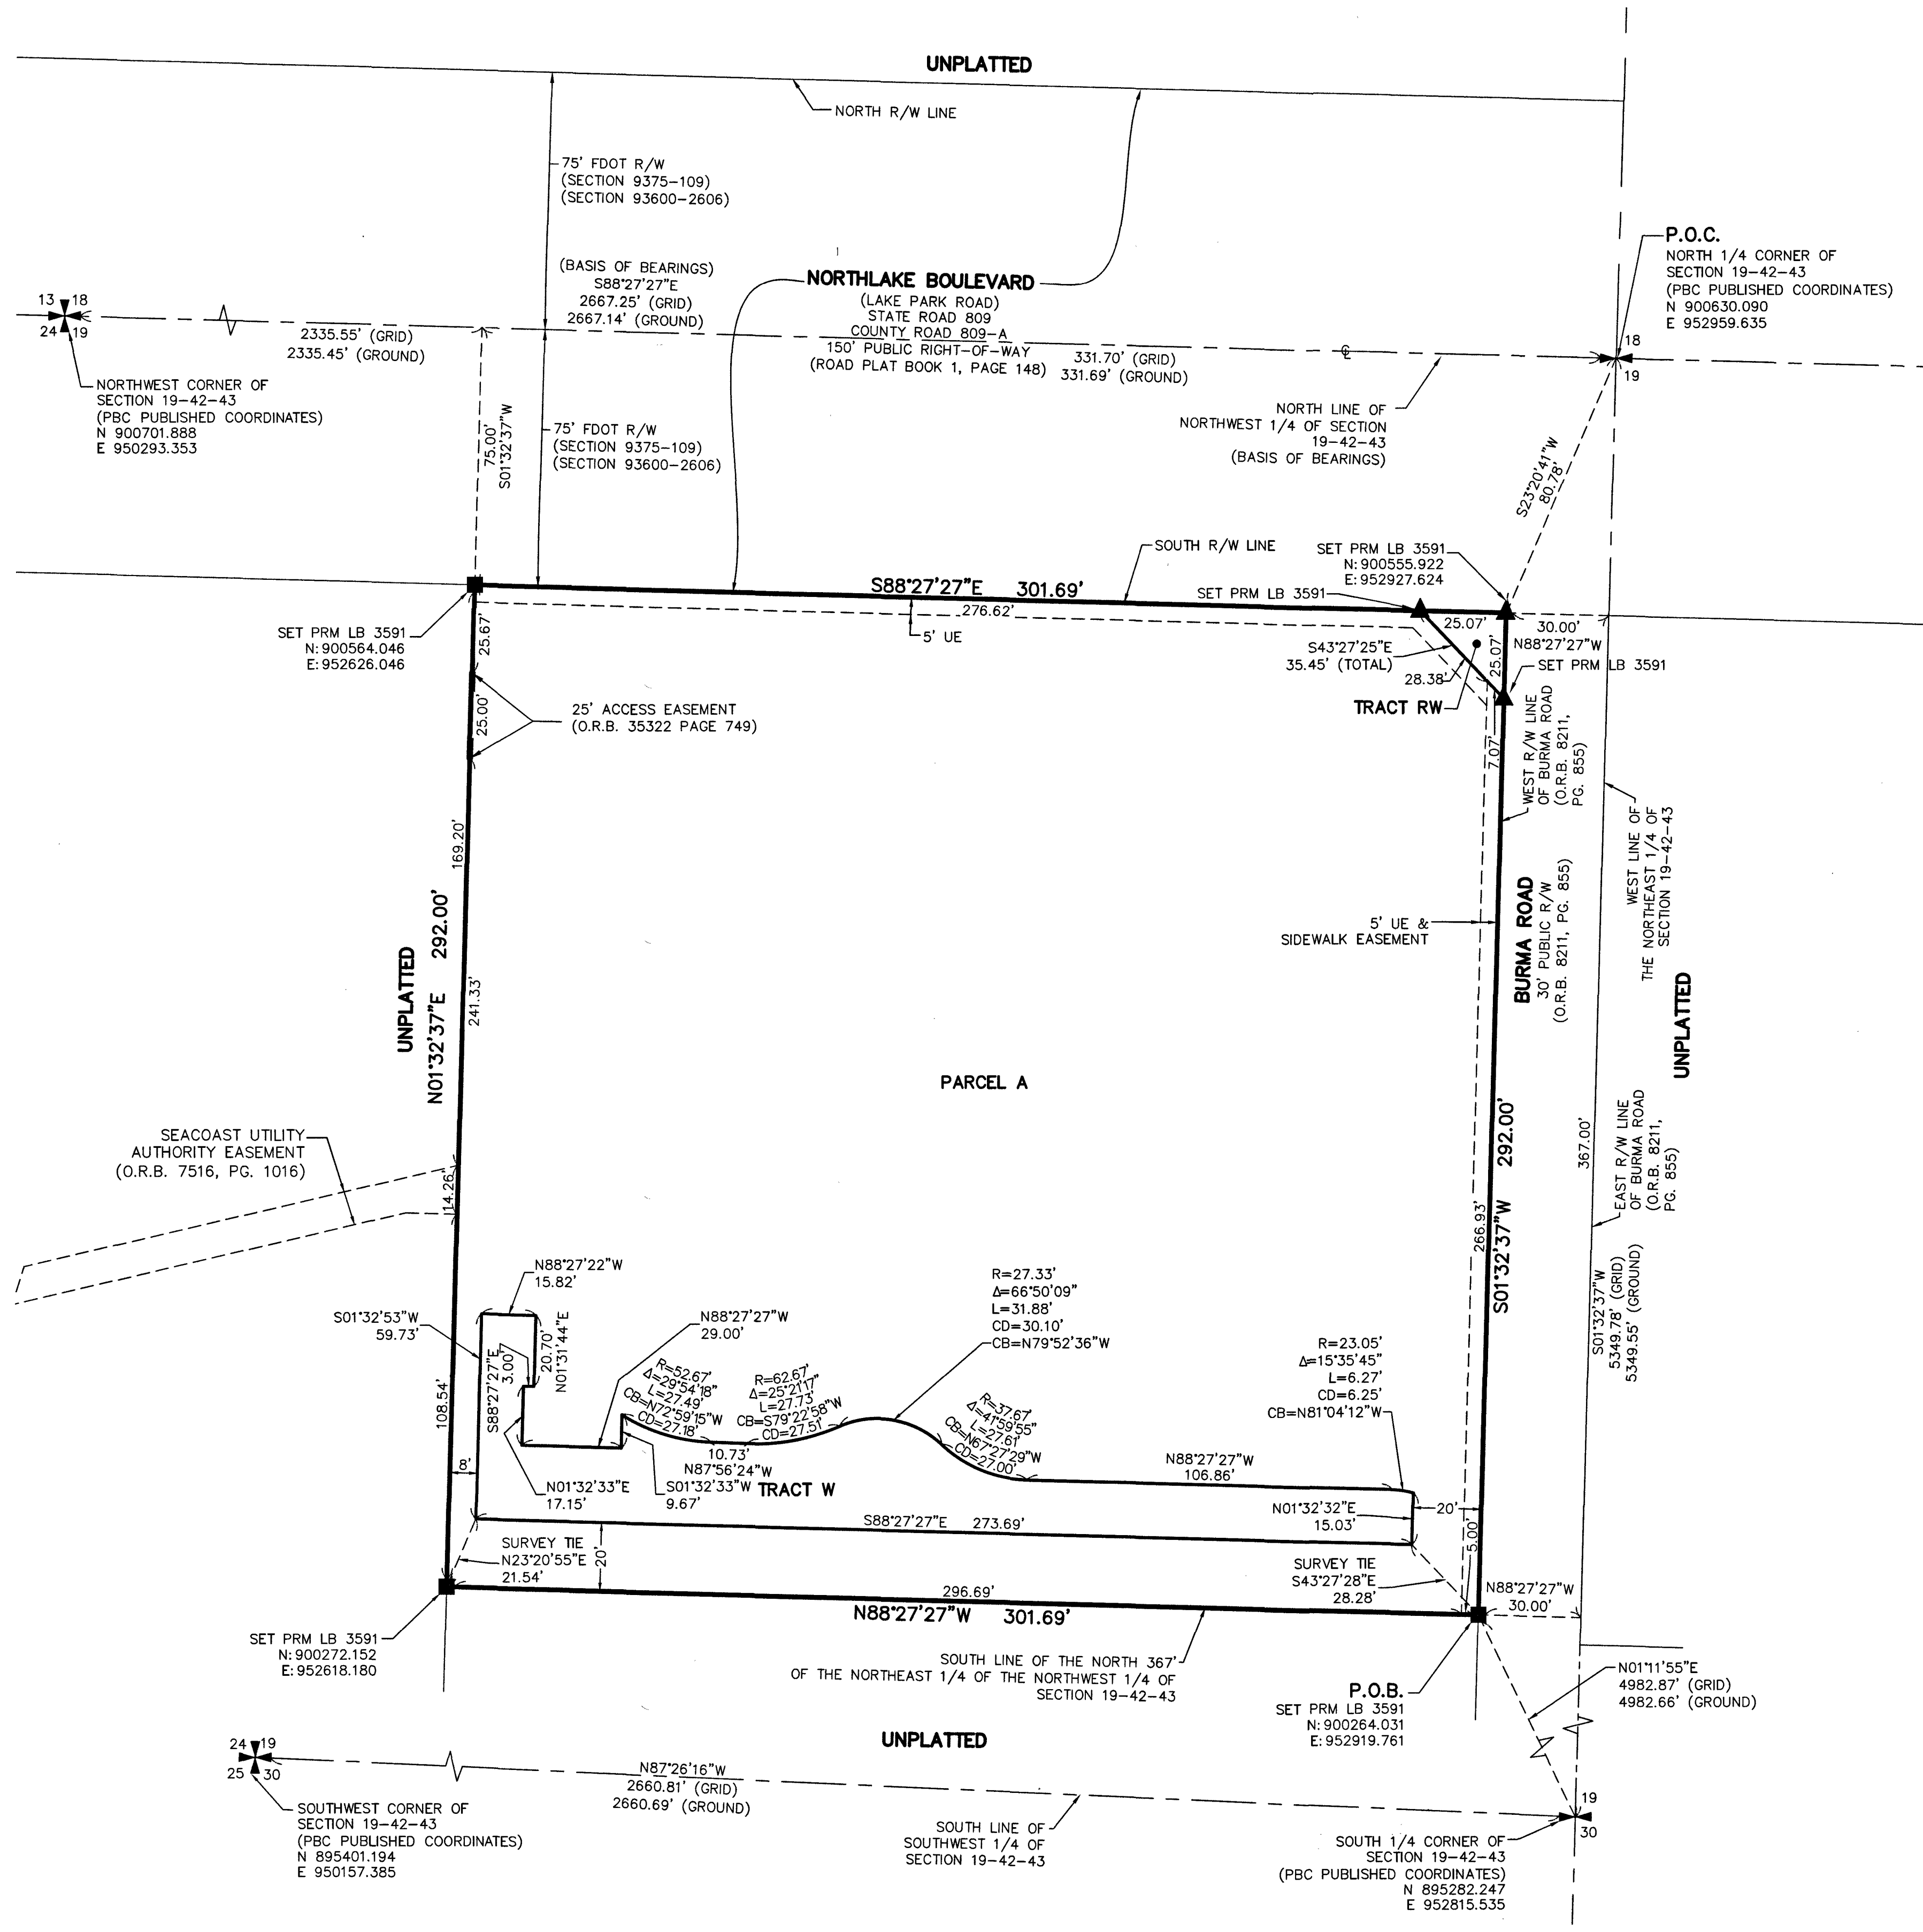 UNPLATTED
NORTH R/W LINE
75' FDOT R/W
(SECTION 9375-109)
(SECTION 93600-2606)
P.O.C.
NORTH 1/4 CORNER OF
SECTION 19-42-43
(PBC PUBLISHED COORDINATES)
N 900630.090
E 952959.635
(BASIS OF BEARINGS)
S88°27'27"E
2667.25' (GRID)
2667.14' (GROUND)
NORTHLAKE BOULEVARD
(LAKE PARK ROAD)
STATE ROAD 809
COUNTY ROAD 809-A
150' PUBLIC RIGHT-OF-WAY
(ROAD PLAT BOOK 1, PAGE 148)
331.70' (GRID)
331.69' (GROUND)
13 18
24 19
2335.55' (GRID)
2335.45' (GROUND)
18
19
NORTHWEST CORNER OF
SECTION 19-42-43
(PBC PUBLISHED COORDINATES)
N 900701.888
E 950293.353
75.00'
S01°32'37"W
75' FDOT R/W
(SECTION 9375-109)
(SECTION 93600-2606)
NORTH LINE OF
NORTHWEST 1/4 OF SECTION
19-42-43
(BASIS OF BEARINGS)
S23°20'41"W
80.78'
SOUTH R/W LINE
SET PRM LB 3591
N: 900555.922
E: 952927.624
SET PRM LB 3591
S88°27'27"E 301.69'
276.62'
5' UE
25.07'
30.00'
N88°27'27"W
25.07'
SET PRM LB 3591
S43°27'25"E
35.45' (TOTAL)
28.38'
TRACT RW
7.07'
SET PRM LB 3591
N: 900564.046
E: 952626.046
25.67'
25.00'
25' ACCESS EASEMENT
(O.R.B. 35322 PAGE 749)
WEST R/W LINE
OF BURMA ROAD
(O.R.B. 8211,
PG. 855)
WEST LINE OF
THE NORTHEAST 1/4 OF
SECTION 19-42-43
169.20'
UNPLATTED
N01°32'37"E 292.00'
241.33'
5' UE &
SIDEWALK EASEMENT
BURMA ROAD
30' PUBLIC R/W
(O.R.B. 8211, PG. 855)
UNPLATTED
PARCEL A
SEACOAST UTILITY
AUTHORITY EASEMENT
(O.R.B. 7516, PG. 1016)
14.26'
S01°32'37"W 292.00'
266.93'
367.00'
EAST R/W LINE
OF BURMA ROAD
(O.R.B. 8211,
PG. 855)
S01°32'37"W
5349.78' (GRID)
5349.55' (GROUND)
N88°27'22"W
15.82'
S01°32'53"W
59.73'
S88°27'27"E
3.00'
20.70'
N01°31'44"E
N88°27'27"W
29.00'
R=52.67'
Δ=29°54'18"
L=27.49'
CB=N72°59'15"W
CD=27.18'
R=62.67'
Δ=25°21'17"
L=27.73'
CB=S79°22'58"W
CD=27.51'
R=27.33'
Δ=66°50'09"
L=31.88'
CD=30.10'
CB=N79°52'36"W
R=37.67'
Δ=41°59'55"
L=27.61'
CB=N67°27'29"W
CD=27.00'
R=23.05'
Δ=15°35'45"
L=6.27'
CD=6.25'
CB=N81°04'12"W
108.54'
8'
N01°32'33"E
17.15'
10.73'
N87°56'24"W
S01°32'33"W
9.67'
TRACT W
N88°27'27"W
106.86'
N01°32'32"E
15.03'
20'
5.00'
S88°27'27"E 273.69'
SURVEY TIE
N23°20'55"E
21.54'
20'
SURVEY TIE
S43°27'28"E
28.28'
296.69'
N88°27'27"W 301.69'
N88°27'27"W
30.00'
SET PRM LB 3591
N: 900272.152
E: 952618.180
SOUTH LINE OF THE NORTH 367'
OF THE NORTHEAST 1/4 OF THE NORTHWEST 1/4 OF
SECTION 19-42-43
P.O.B.
SET PRM LB 3591
N: 900264.031
E: 952919.761
N01°11'55"E
4982.87' (GRID)
4982.66' (GROUND)
UNPLATTED
24 19
25 30
N87°26'16"W
2660.81' (GRID)
2660.69' (GROUND)
SOUTHWEST CORNER OF
SECTION 19-42-43
(PBC PUBLISHED COORDINATES)
N 895401.194
E 950157.385
SOUTH LINE OF
SOUTHWEST 1/4 OF
SECTION 19-42-43
19
30
SOUTH 1/4 CORNER OF
SECTION 19-42-43
(PBC PUBLISHED COORDINATES)
N 895282.247
E 952815.535